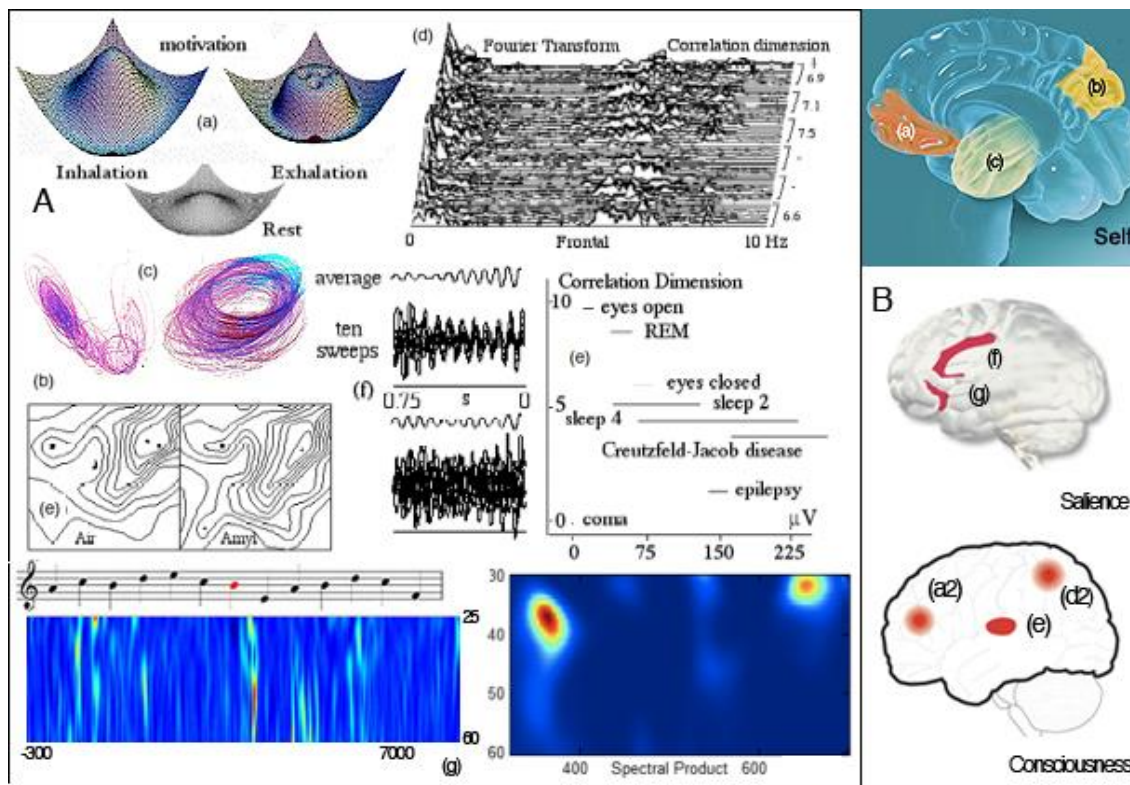 motivation
(a)
Inhalation
Exhalation
A
Rest
(d)
Fourier Transform
Correlation dimension
1
6.9
7.1
7.5
-
-
6.6
0
Frontal
10 Hz
(c)
(b)
average
ten
sweeps
(f)
0.75
s
0
Correlation Dimension
10
eyes open
REM
(e)
eyes closed
5
sleep 2
sleep 4
Creutzfeld-Jacob disease
epilepsy
0
coma
μV
0
75
150
225
(e)
Air
Amyl
25
60
-300
7000
(g)
30
40
50
60
400
Spectral Product
600
(a)
(b)
(c)
Self
B
(f)
(g)
Salience
(a2)
(d2)
(e)
Consciousness